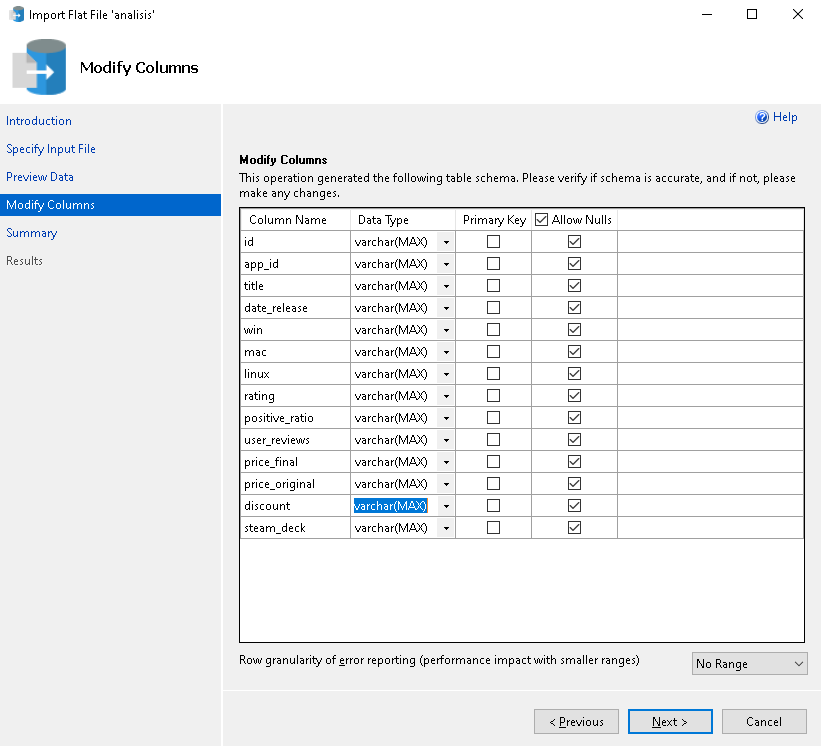 Import Flat File 'analisis'
Modify Columns
Help
Introduction
Specify Input File
Preview Data
Modify Columns
Summary
Results
Modify Columns
This operation generated the following table schema. Please verify if schema is accurate, and if not, please
make any changes.
Column Name Data Type Primary Key Allow Nulls
id varchar(MAX)
app_id varchar(MAX)
title varchar(MAX)
date_release varchar(MAX)
win varchar(MAX)
mac varchar(MAX)
linux varchar(MAX)
rating varchar(MAX)
positive_ratio varchar(MAX)
user_reviews varchar(MAX)
price_final varchar(MAX)
price_original varchar(MAX)
discount varchar(MAX)
steam_deck varchar(MAX)
Row granularity of error reporting (performance impact with smaller ranges) No Range
< Previous Next > Cancel